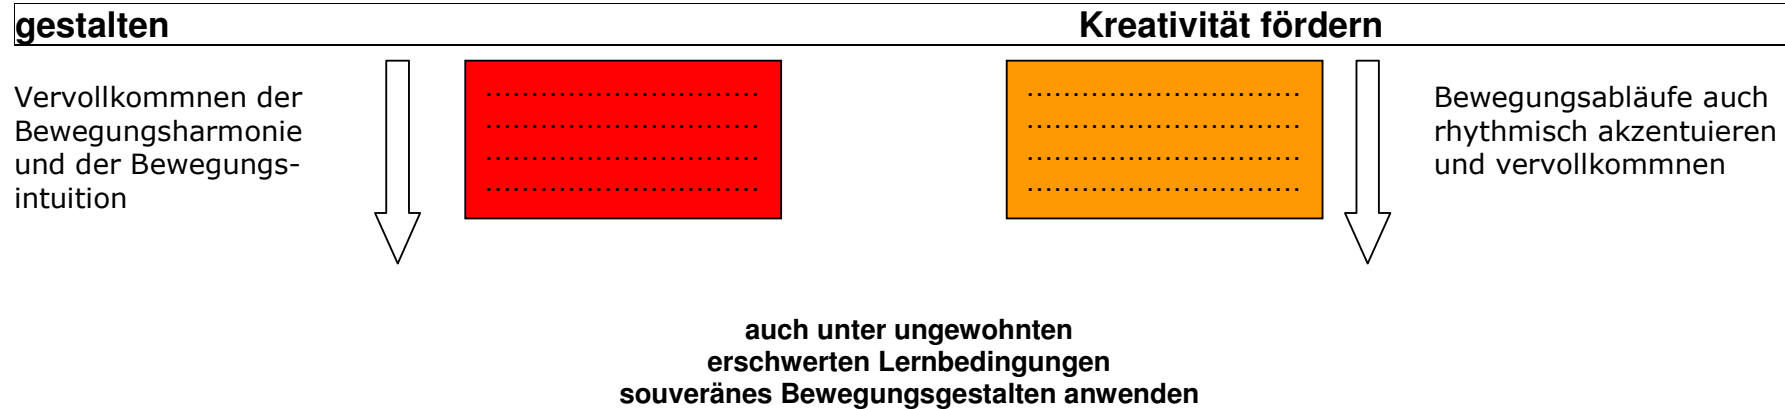 gestalten Kreativität fördern
Vervollkommnen der
Bewegungsharmonie
und der Bewegungs-
intuition
..............................
..............................
..............................
..............................
..............................
..............................
..............................
..............................
Bewegungsabläufe auch
rhythmisch akzentuieren
und vervollkommnen
auch unter ungewohnten
erschwerten Lernbedingungen
souveränes Bewegungsgestalten anwenden